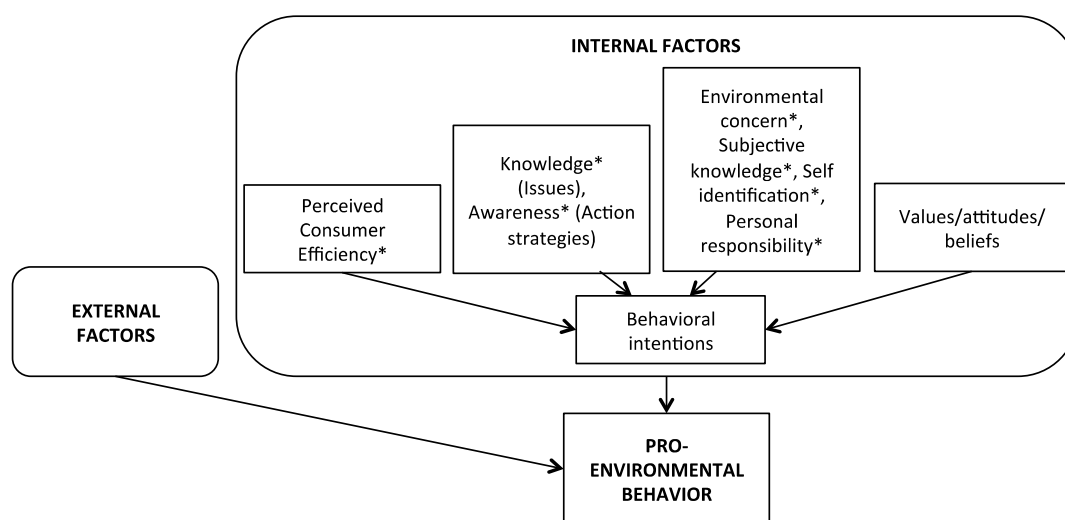 INTERNAL FACTORS
Perceived
Consumer
Efficiency*
Knowledge*
(Issues),
Awareness* (Action
strategies)
Environmental
concern*,
Subjective
knowledge*, Self
identification*,
Personal
responsibility*
Values/attitudes/
beliefs
Behavioral
intentions
EXTERNAL
FACTORS
PRO-
ENVIRONMENTAL
BEHAVIOR